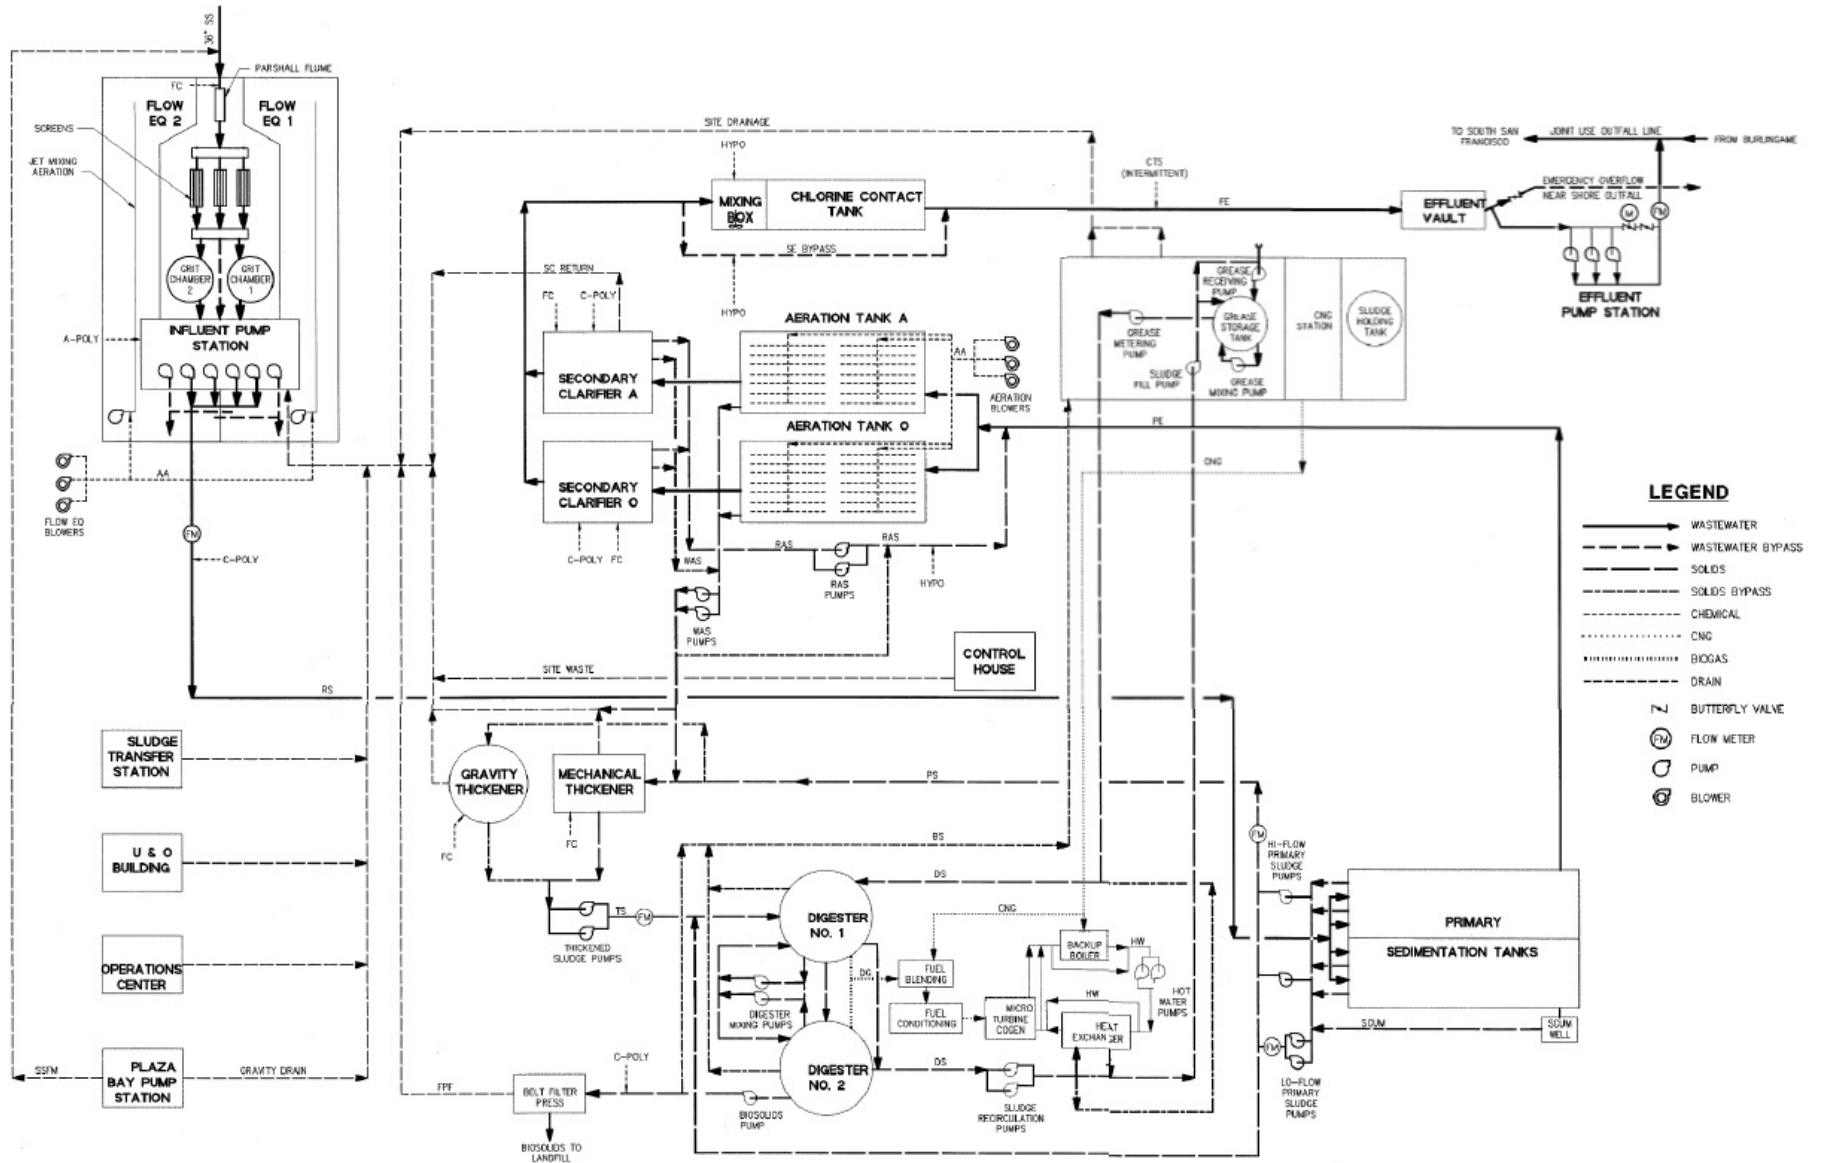 36" SS
PARSHALL FLUME
FC
FLOW
EQ 2
FLOW
EQ 1
SCREENS
JET MIXING
AERATION
GRIT
CHAMBER
2
GRIT
CHAMBER
1
INFLUENT PUMP
STATION
A-POLY
AA
FLOW EQ
BLOWERS
FM
C-POLY
RS
SITE DRAINAGE
HYPO
MIXING
BOX
CHLORINE CONTACT
TANK
SE BYPASS
HYPO
CTS
(INTERMITTENT)
FE
EFFLUENT
VAULT
TO SOUTH SAN
FRANCISCO
JOINT USE OUTFALL LINE
FROM BURLINGAME
EMERGENCY OVERFLOW
NEAR SHORE OUTFALL
M
FM
EFFLUENT
PUMP STATION
SC RETURN
FC
C-POLY
SECONDARY
CLARIFIER A
SECONDARY
CLARIFIER O
C-POLY
FC
AERATION TANK A
AERATION TANK O
AA
AERATION
BLOWERS
GREASE
RECEIVING
PUMP
GREASE
STORAGE
TANK
GREASE
METERING
PUMP
SLUDGE
FILL PUMP
GREASE
MIXING PUMP
CNG
STATION
SLUDGE
HOLDING
TANK
PE
CNG
RAS
RAS
WAS
RAS
PUMPS
HYPO
WAS
PUMPS
CONTROL
HOUSE
SITE WASTE
LEGEND
WASTEWATER
WASTEWATER BYPASS
SOLIDS
SOLIDS BYPASS
CHEMICAL
CNG
BIOGAS
DRAIN
BUTTERFLY VALVE
FM
FLOW METER
PUMP
BLOWER
SLUDGE
TRANSFER
STATION
U & O
BUILDING
OPERATIONS
CENTER
PLAZA
BAY PUMP
STATION
SSFM
GRAVITY DRAIN
GRAVITY
THICKENER
MECHANICAL
THICKENER
FC
FC
PS
BS
TS
FM
THICKENED
SLUDGE PUMPS
DS
DIGESTER
NO. 1
DIGESTER
MIXING PUMPS
DIGESTER
NO. 2
DG
CNG
FUEL
BLENDING
FUEL
CONDITIONING
MICRO
TURBINE
COGEN
BACKUP
BOILER
HW
HW
HOT
WATER
PUMPS
HEAT
EXCHANGER
DS
SLUDGE
RECIRCULATION
PUMPS
C-POLY
FPF
BELT FILTER
PRESS
BIOSOLIDS
PUMP
BIOSOLIDS TO
LANDFILL
FM
HI-FLOW
PRIMARY
SLUDGE
PUMPS
PRIMARY
SEDIMENTATION TANKS
SCUM
SCUM
WELL
FM
LO-FLOW
PRIMARY
SLUDGE
PUMPS